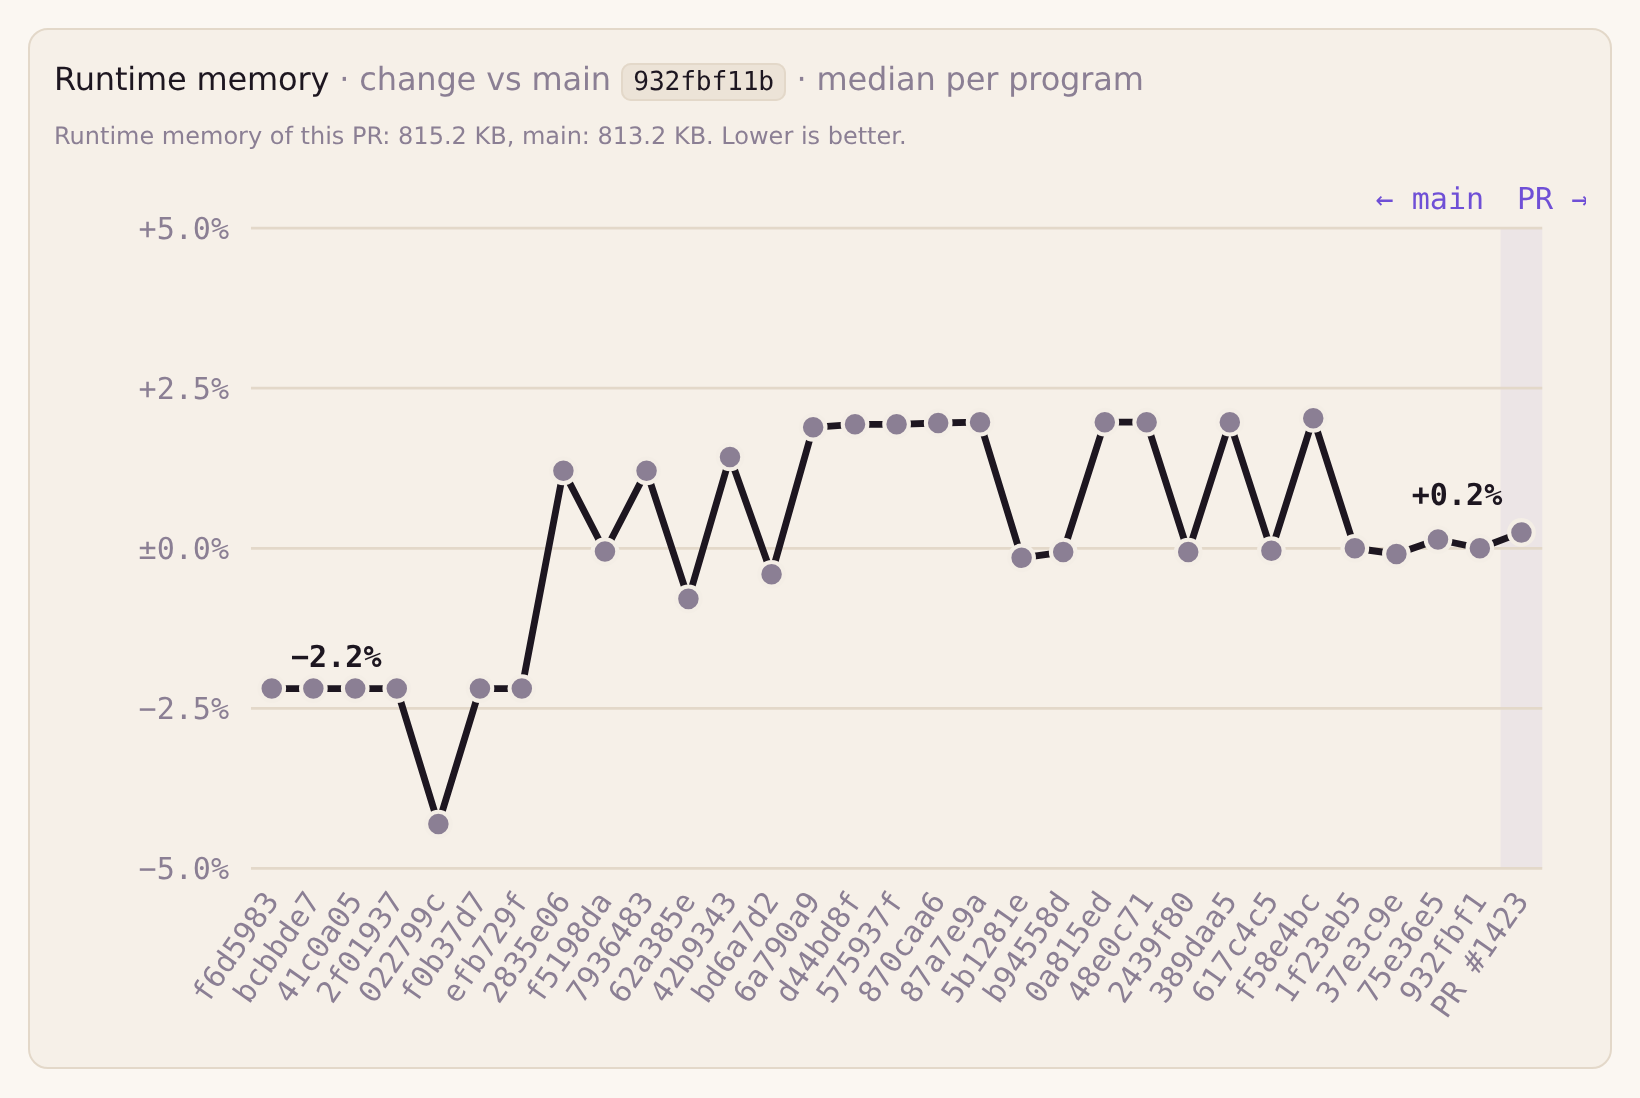 Runtime memory · change vs main 932fbf11b · median per program
Runtime memory of this PR: 815.2 KB, main: 813.2 KB. Lower is better.
← main PR →
+5.0%
+2.5%
+0.2%
±0.0%
−2.2%
−2.5%
−5.0%
f6d5983
bcbbde7
41c0a05
2f01937
022799c
f0b37d7
efb729f
2835e06
f5198da
7936483
62a385e
42b9343
bd6a7d2
6a790a9
d44bd8f
575937f
870caa6
87a7e9a
5b1281e
b94558d
0a815ed
48e0c71
2439f80
389daa5
617c4c5
f58e4bc
1f23eb5
37e3c9e
75e36e5
932fbf1
PR #1423